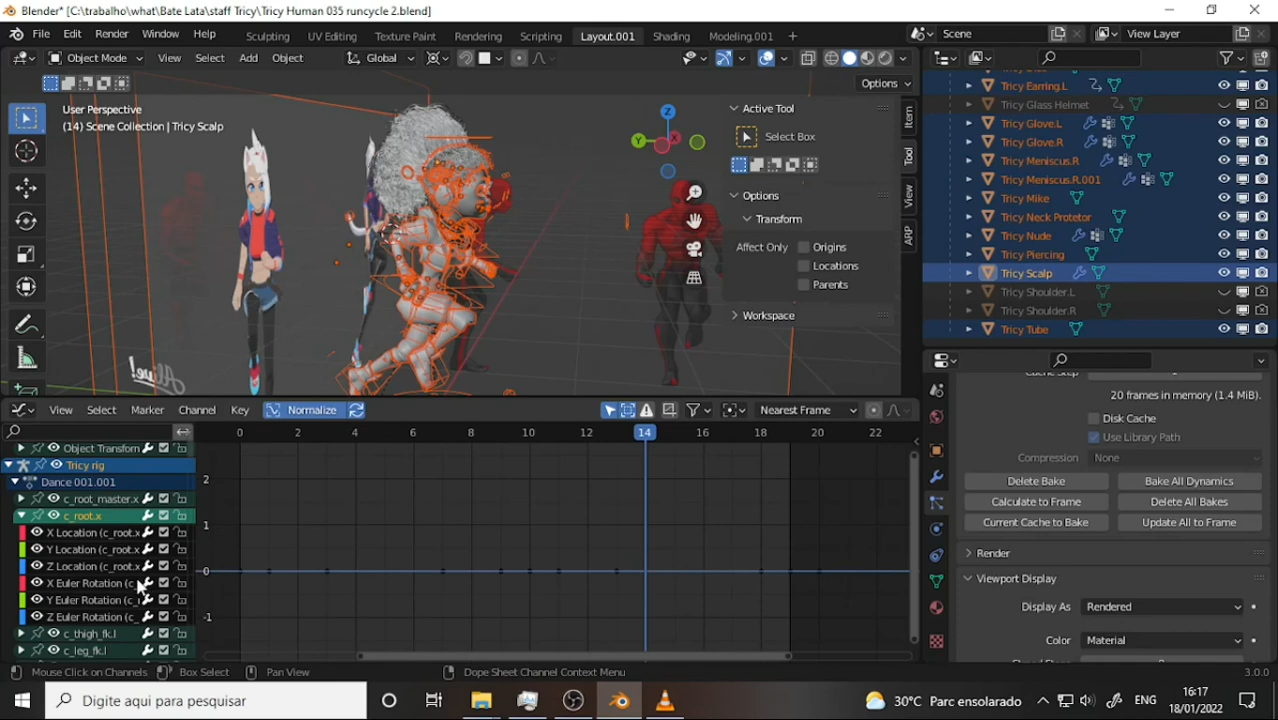 Blender* [C:\trabalho\what\Bate Lata\staff Tricy\Tricy Human 035 runcycle 2.blend]
File Edit Render Window Help Sculpting UV Editing Texture Paint Rendering Scripting Layout.001 Shading Modeling.001 + Scene View Layer
Object Mode View Select Add Object Global
Options
User Perspective
(14) Scene Collection | Tricy Scalp
Z
Y
X
Alive!
Active Tool
Select Box
Options
Transform
Affect Only Origins
Locations
Parents
Workspace
Item
Tool
View
ARP
Tricy Earring.L
Tricy Glass Helmet
Tricy Glove.L
Tricy Glove.R
Tricy Meniscus.R
Tricy Meniscus.R.001
Tricy Mike
Tricy Neck Protetor
Tricy Nude
Tricy Piercing
Tricy Scalp
Tricy Shoulder.L
Tricy Shoulder.R
Tricy Tube
20 frames in memory (1.4 MiB).
Disk Cache
Use Library Path
Compression None
Delete Bake Bake All Dynamics
Calculate to Frame Delete All Bakes
Current Cache to Bake Update All to Frame
Render
Viewport Display
Display As Rendered
Color Material
View Select Marker Channel Key Normalize Nearest Frame
0 2 4 6 8 10 12 14 16 18 20 22
2
1
0
-1
Object Transform
Tricy rig
Dance 001.001
c_root_master.x
c_root.x
X Location (c_root.x
Y Location (c_root.x
Z Location (c_root.x
X Euler Rotation (c_
Y Euler Rotation (c_
Z Euler Rotation (c_
c_thigh_fk.l
c_leg_fk.l
Mouse Click on Channels Box Select Pan View Dope Sheet Channel Context Menu 3.0.0
Digite aqui para pesquisar
30°C Parc ensolarado
ENG
16:17
18/01/2022